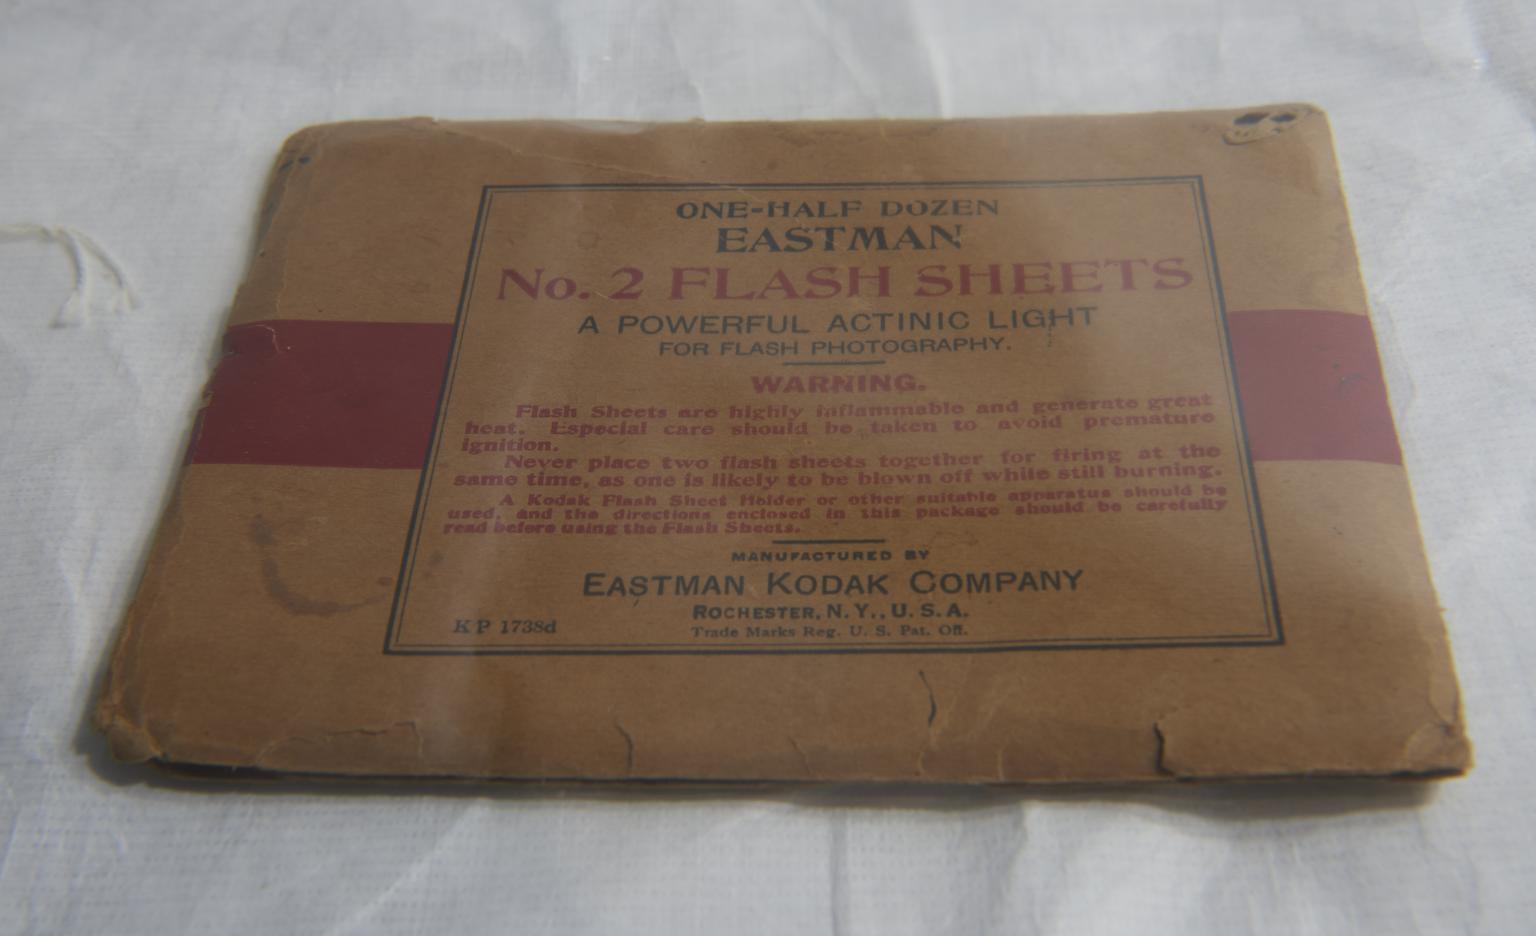 ONE-HALF DOZEN
EASTMAN
No. 2 FLASH SHEETS
A POWERFUL ACTINIC LIGHT
FOR FLASH PHOTOGRAPHY.
WARNING.
Flash Sheets are highly inflammable and generate great
heat. Especial care should be taken to avoid premature
ignition.
Never place two flash sheets together for firing at the
same time, as one is likely to be blown off while still burning.
A Kodak Flash Sheet Holder or other suitable apparatus should be
used, and the directions enclosed in this package should be carefully
read before using the Flash Sheets.
MANUFACTURED BY
EASTMAN KODAK COMPANY
ROCHESTER, N. Y., U. S. A.
Trade Marks Reg. U. S. Pat. Off.
KP 1738d